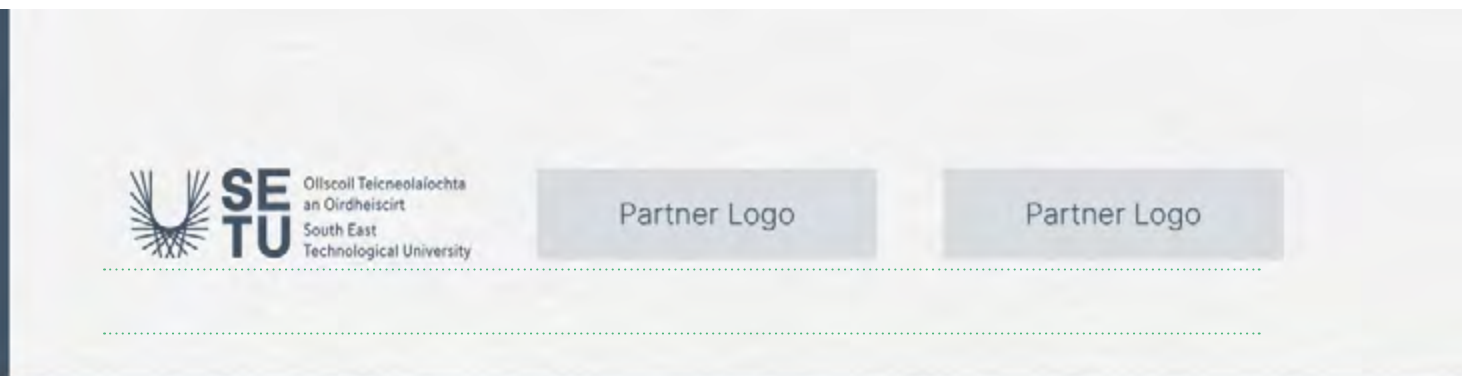 SE
TU
Ollscoil Teicneolaíochta
an Oirdheiscirt
South East
Technological University
Partner Logo
Partner Logo